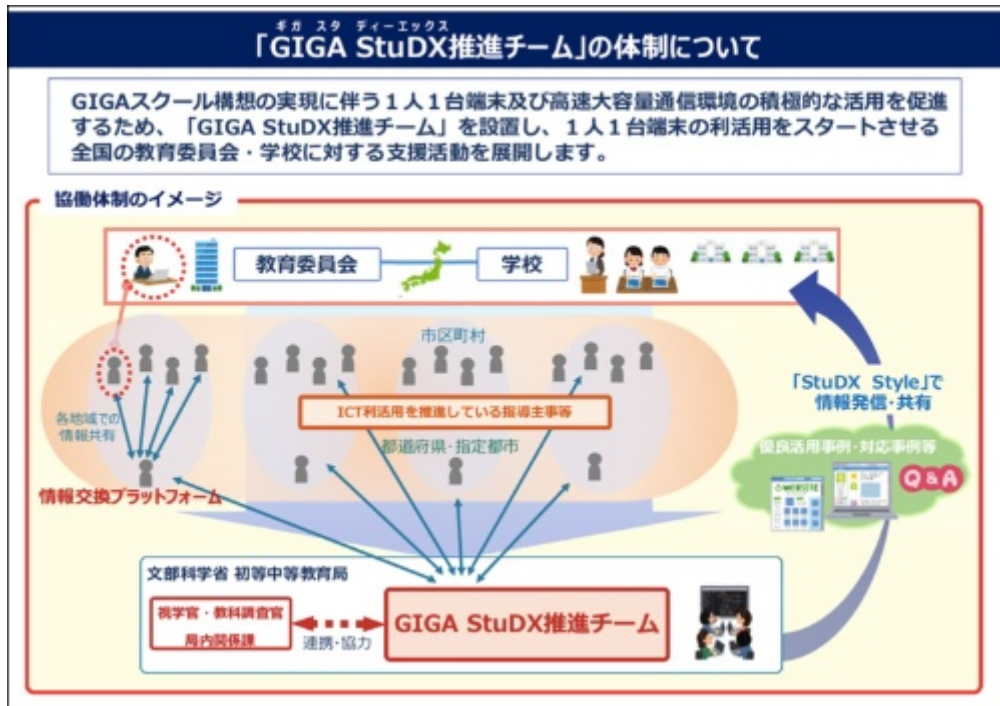 ギガ スタ ディーエックス
「GIGA StuDX推進チーム」の体制について
GIGAスクール構想の実現に伴う１人１台端末及び高速大容量通信環境の積極的な活用を促進
するため、「GIGA StuDX推進チーム」を設置し、１人１台端末の利活用をスタートさせる
全国の教育委員会・学校に対する支援活動を展開します。
協働体制のイメージ
教育委員会
学校
市区町村
ICT利活用を推進している指導主事等
各地域での
情報共有
都道府県・指定都市
情報交換プラットフォーム
「StuDX Style」で
情報発信・共有
優良活用事例・対応事例等
WEBSITE
Q&A
文部科学省 初等中等教育局
視学官・教科調査官
局内関係課
連携・協力
GIGA StuDX推進チーム